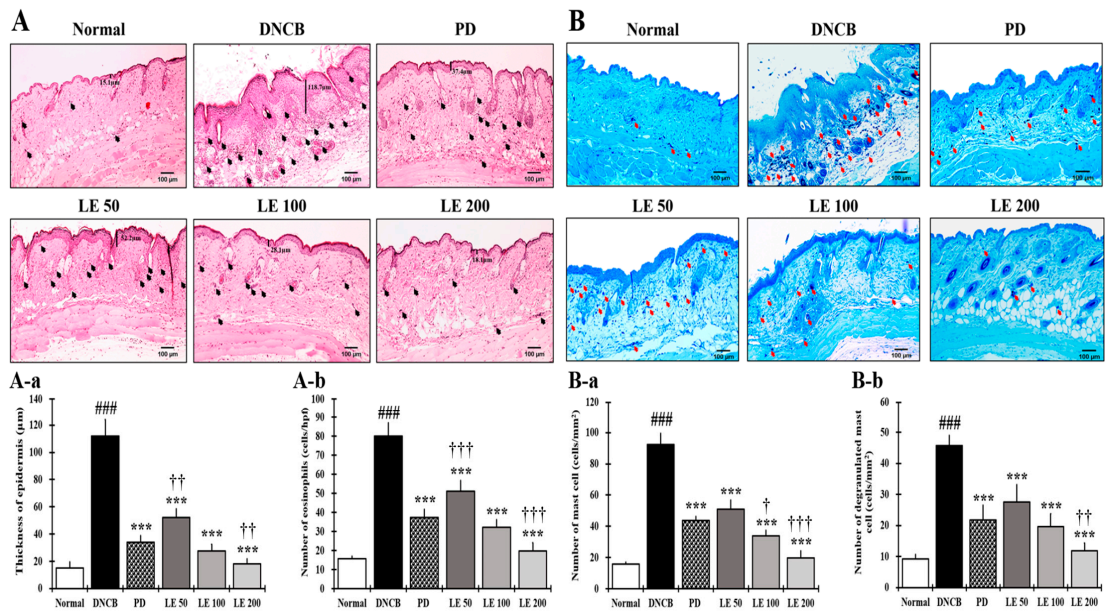 A
Normal
DNCB
PD
15.1μm
118.7μm
37.4μm
100 μm
100 μm
100 μm
LE 50
LE 100
LE 200
52.2μm
28.1μm
18.1μm
100 μm
100 μm
100 μm
B
Normal
DNCB
PD
100 μm
100 μm
100 μm
LE 50
LE 100
LE 200
100 μm
100 μm
100 μm
A-a
Thickness of epidermis (μm)
140
120
100
80
60
40
20
0
###
***
††
***
***
††
***
Normal DNCB PD LE 50 LE 100 LE 200
A-b
Number of eosinophils (cells/hpf)
100
90
80
70
60
50
40
30
20
10
0
###
***
†††
***
***
†††
***
Normal DNCB PD LE 50 LE 100 LE 200
B-a
Number of mast cell (cells/mm²)
120
100
80
60
40
20
0
###
***
***
†
***
†††
***
Normal DNCB PD LE 50 LE 100 LE 200
B-b
Number of degranulated mast
cell (cells/mm²)
60
50
40
30
20
10
0
###
***
***
***
††
***
Normal DNCB PD LE 50 LE 100 LE 200